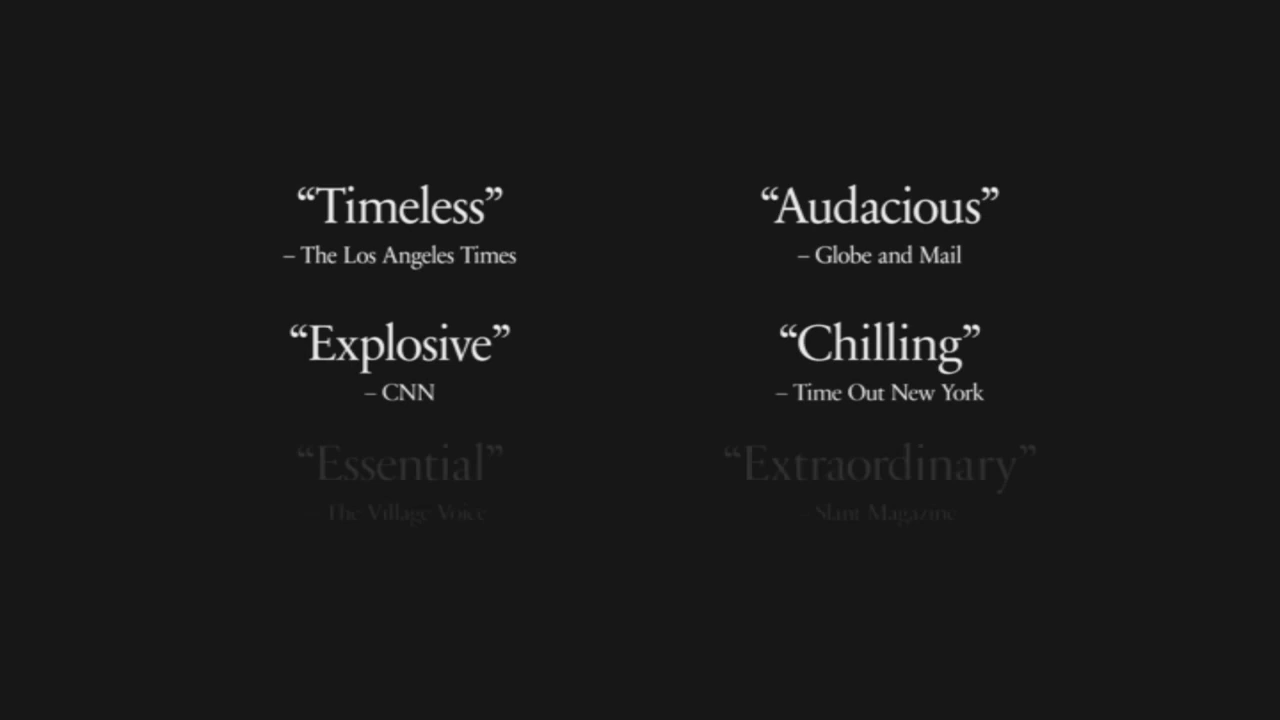 “Timeless”
– The Los Angeles Times
“Audacious”
– Globe and Mail
“Explosive”
– CNN
“Chilling”
– Time Out New York
“Essential”
– The Village Voice
“Extraordinary”
– Slant Magazine